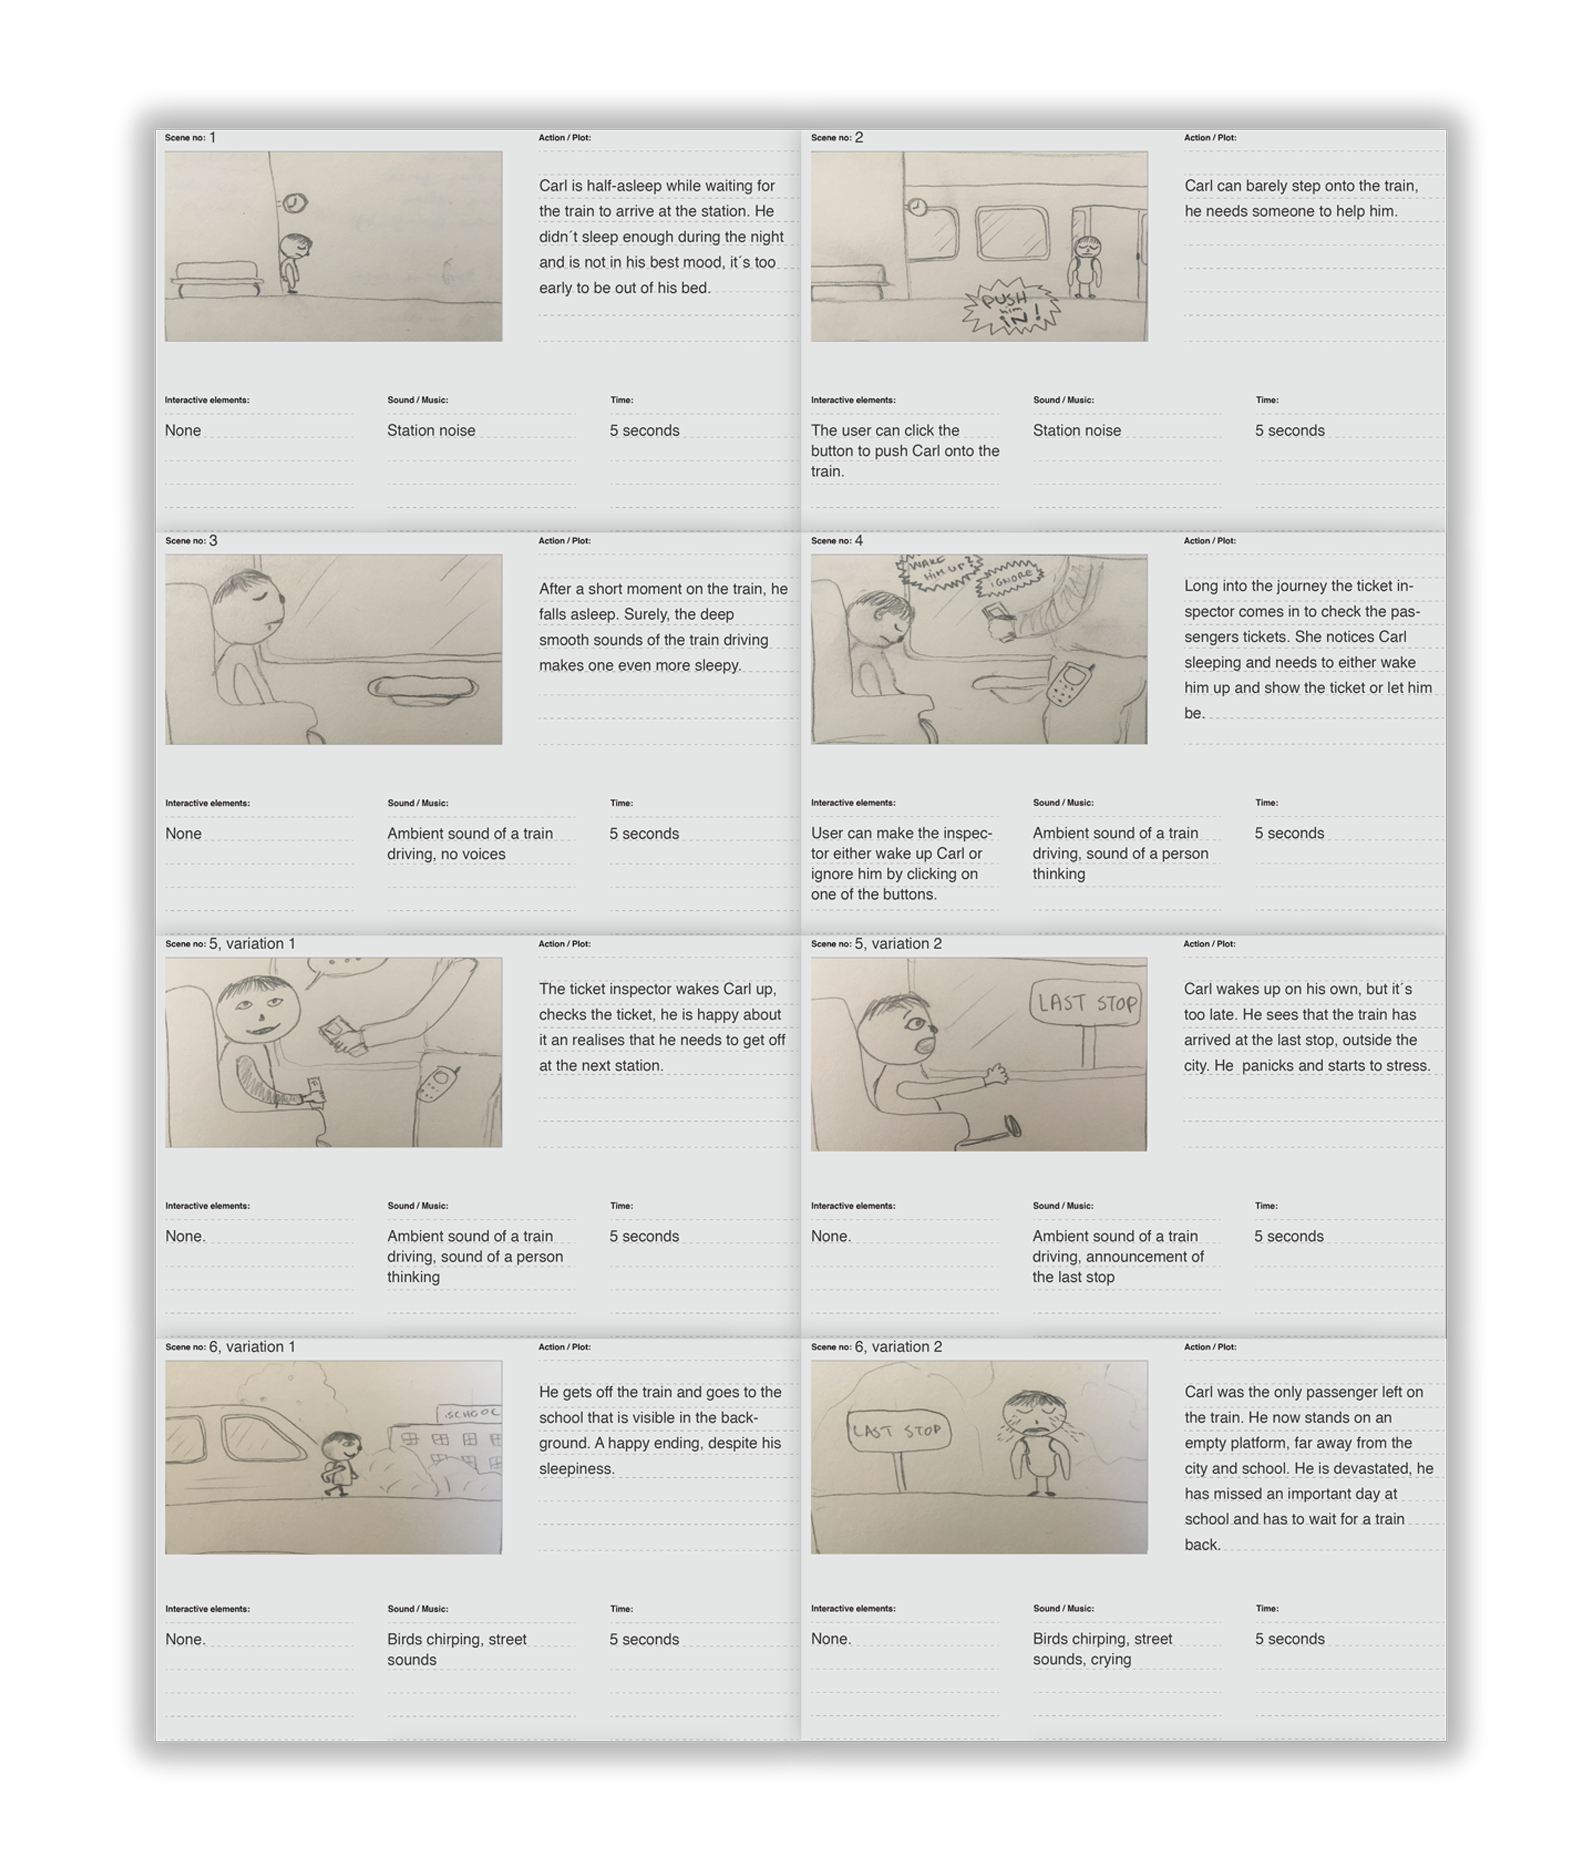 Scene no: 1
Action / Plot:
Carl is half-asleep while waiting for
the train to arrive at the station. He
didn´t sleep enough during the night
and is not in his best mood, it´s too
early to be out of his bed.
Interactive elements:
None
Sound / Music:
Station noise
Time:
5 seconds
Scene no: 2
PUSH
him
IN!
Action / Plot:
Carl can barely step onto the train,
he needs someone to help him.
Interactive elements:
The user can click the
button to push Carl onto the
train.
Sound / Music:
Station noise
Time:
5 seconds
Scene no: 3
Action / Plot:
After a short moment on the train, he
falls asleep. Surely, the deep
smooth sounds of the train driving
makes one even more sleepy.
Interactive elements:
None
Sound / Music:
Ambient sound of a train
driving, no voices
Time:
5 seconds
Scene no: 4
WAKE
HIM UP
IGNORE
Action / Plot:
Long into the journey the ticket in-
spector comes in to check the pas-
sengers tickets. She notices Carl
sleeping and needs to either wake
him up and show the ticket or let him
be.
Interactive elements:
User can make the inspec-
tor either wake up Carl or
ignore him by clicking on
one of the buttons.
Sound / Music:
Ambient sound of a train
driving, sound of a person
thinking
Time:
5 seconds
Scene no: 5, variation 1
...
Action / Plot:
The ticket inspector wakes Carl up,
checks the ticket, he is happy about
it an realises that he needs to get off
at the next station.
Interactive elements:
None.
Sound / Music:
Ambient sound of a train
driving, sound of a person
thinking
Time:
5 seconds
Scene no: 5, variation 2
LAST STOP
Action / Plot:
Carl wakes up on his own, but it´s
too late. He sees that the train has
arrived at the last stop, outside the
city. He  panicks and starts to stress.
Interactive elements:
None.
Sound / Music:
Ambient sound of a train
driving, announcement of
the last stop
Time:
5 seconds
Scene no: 6, variation 1
SCHOOL
Action / Plot:
He gets off the train and goes to the
school that is visible in the back-
ground. A happy ending, despite his
sleepiness.
Interactive elements:
None.
Sound / Music:
Birds chirping, street
sounds
Time:
5 seconds
Scene no: 6, variation 2
LAST STOP
Action / Plot:
Carl was the only passenger left on
the train. He now stands on an
empty platform, far away from the
city and school. He is devastated, he
has missed an important day at
school and has to wait for a train
back.
Interactive elements:
None.
Sound / Music:
Birds chirping, street
sounds, crying
Time:
5 seconds